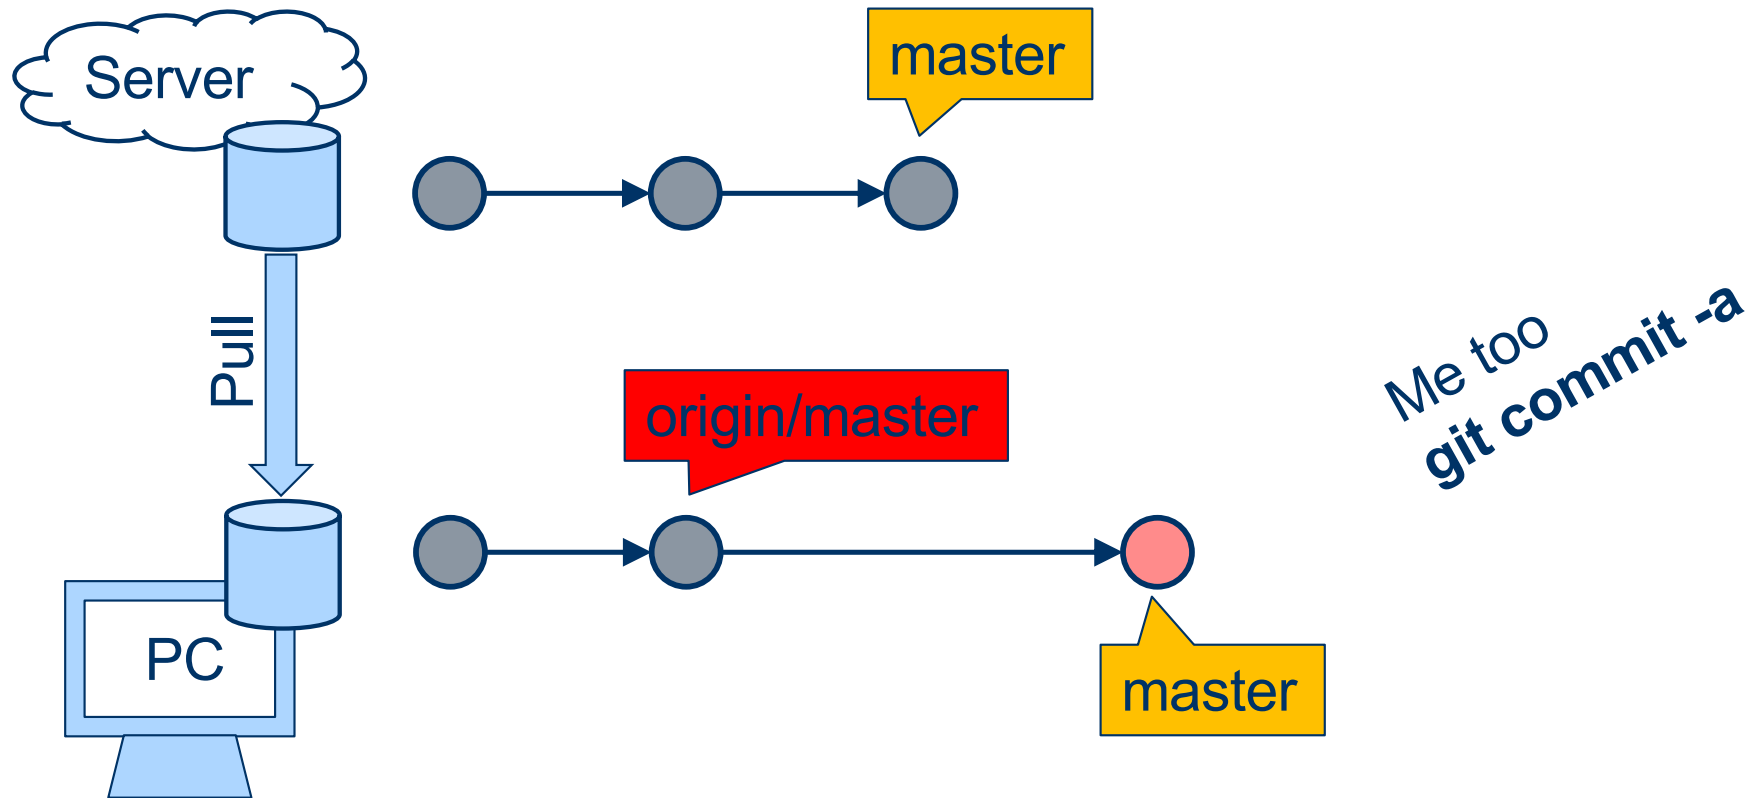 Server
master
Pull
origin/master
Me too
git commit -a
PC
master